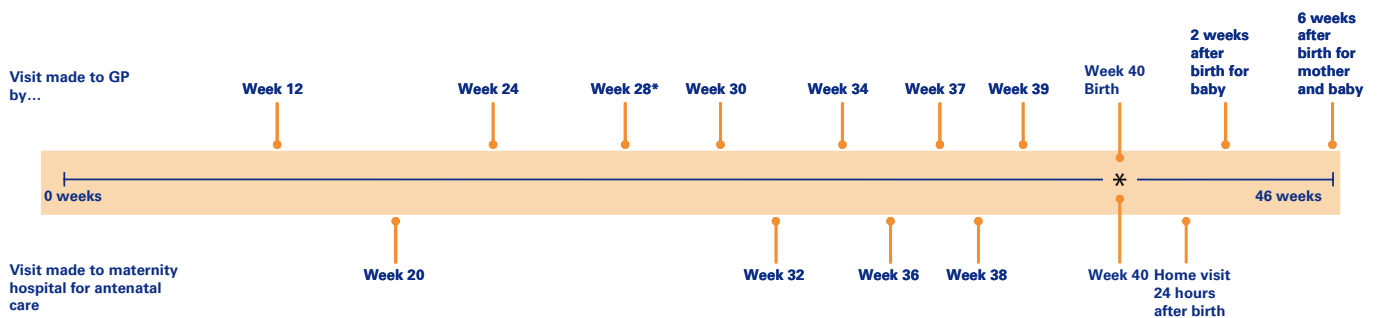 Visit made to GP
by…
Week 12
Week 24
Week 28*
Week 30
Week 34
Week 37
Week 39
Week 40
Birth
2 weeks
after
birth for
baby
6 weeks
after
birth for
mother
and baby
*
0 weeks
46 weeks
Visit made to maternity
hospital for antenatal
care
Week 20
Week 32
Week 36
Week 38
Week 40
Home visit
24 hours
after birth